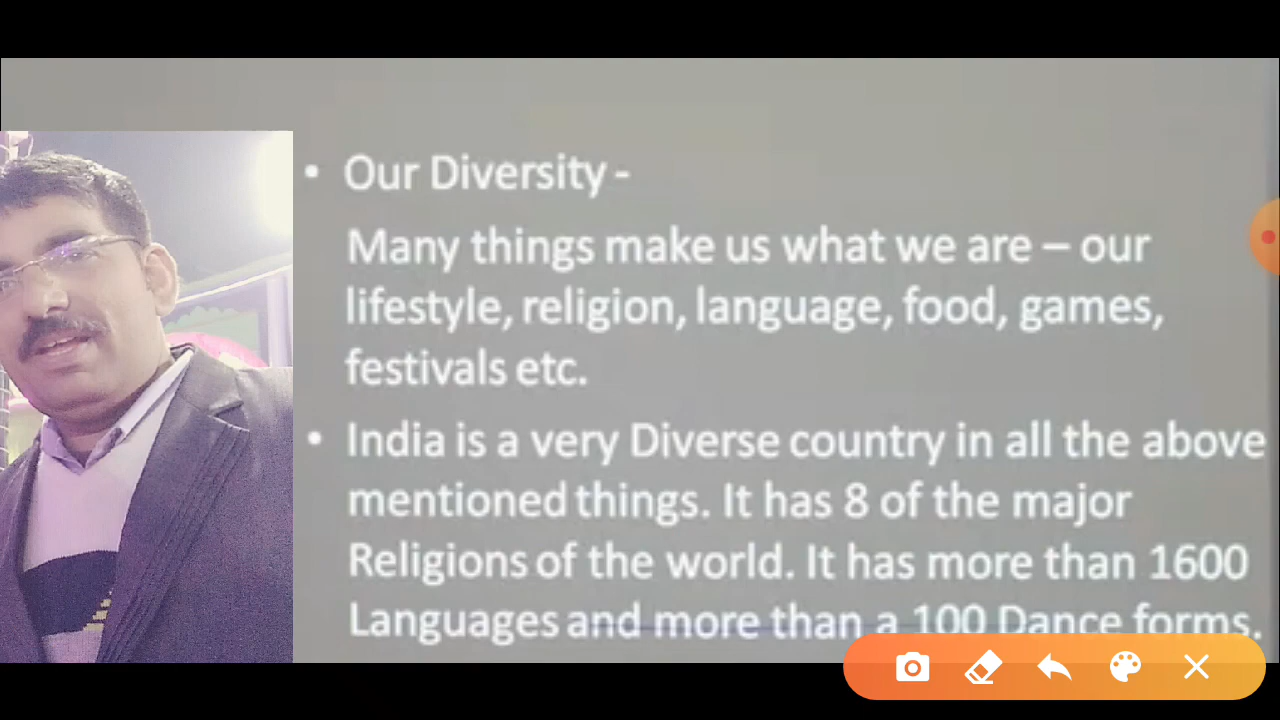 • Our Diversity -
Many things make us what we are – our
lifestyle, religion, language, food, games,
festivals etc.
• India is a very Diverse country in all the above
mentioned things. It has 8 of the major
Religions of the world. It has more than 1600
Languages and more than a 100 Dance forms.